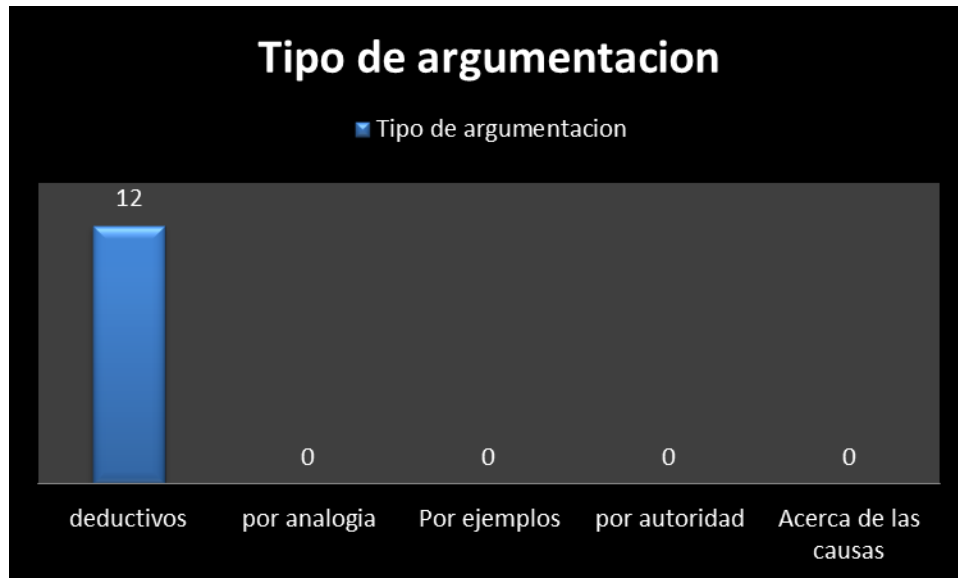 Tipo de argumentacion
Tipo de argumentacion
12
0
0
0
0
deductivos
por analogia
Por ejemplos
por autoridad
Acerca de las
causas